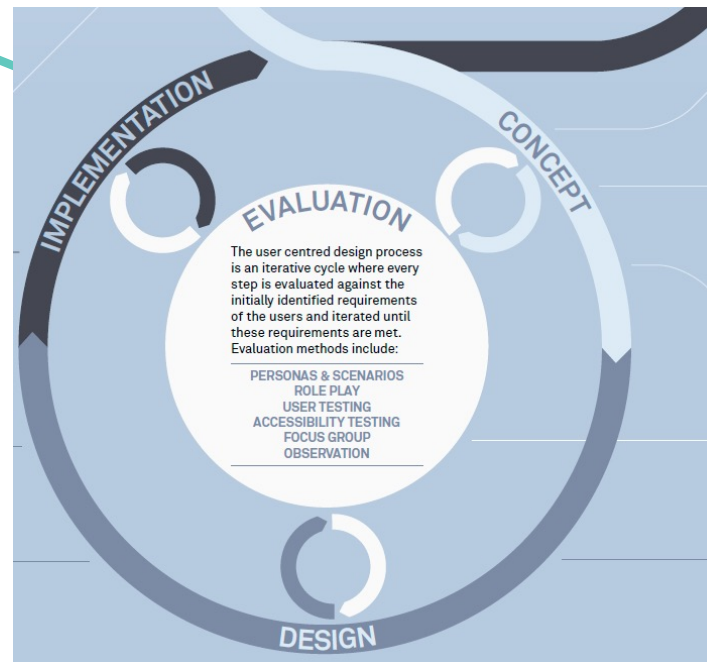 IMPLEMENTATION
CONCEPT
EVALUATION
The user centred design process
is an iterative cycle where every
step is evaluated against the
initially identified requirements
of the users and iterated until
these requirements are met.
Evaluation methods include:
PERSONAS & SCENARIOS
ROLE PLAY
USER TESTING
ACCESSIBILITY TESTING
FOCUS GROUP
OBSERVATION
DESIGN